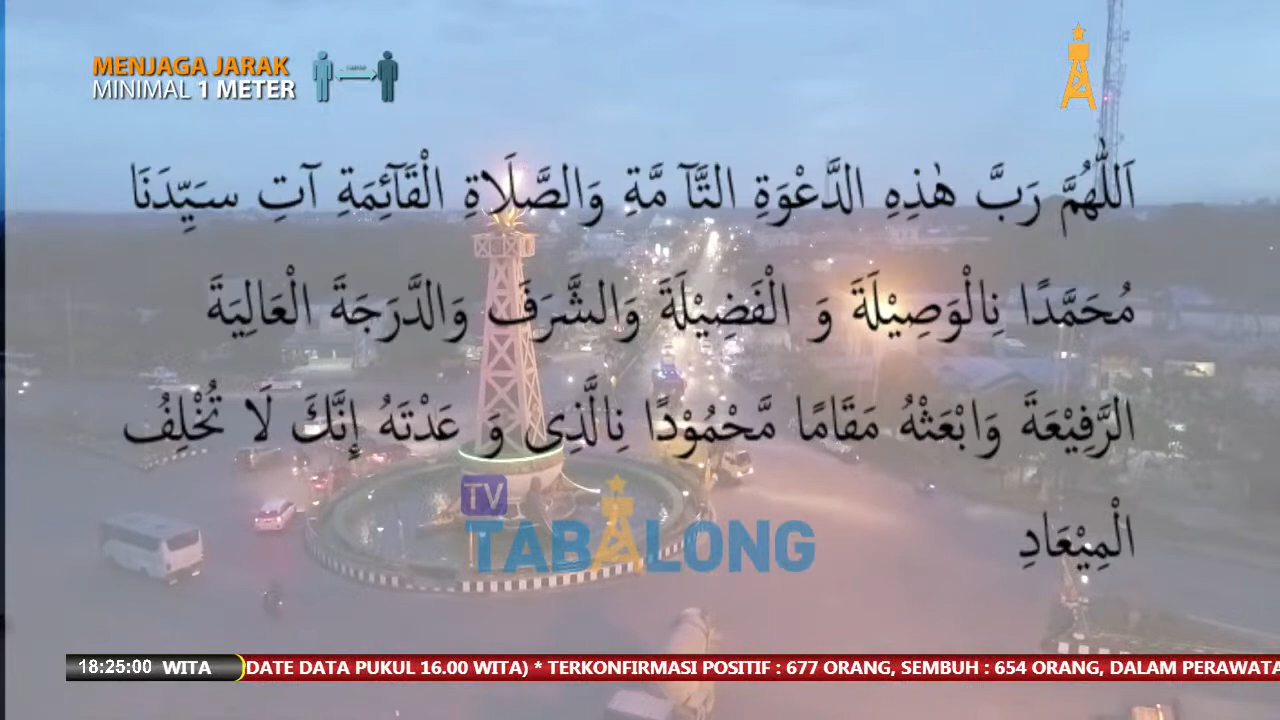 MENJAGA JARAK
MINIMAL 1 METER
اَللّٰهُمَّ رَبَّ هٰذِهِ الدَّعْوَةِ التَّآ مَّةِ وَالصَّلَاةِ الْقَآئِمَةِ آتِ سَيِّدَنَا
مُحَمَّدًا نِالْوَصِيْلَةَ وَ الْفَضِيْلَةَ وَالشَّرَفَ وَالدَّرَجَةَ الْعَالِيَةَ
الرَّفِيْعَةَ وَابْعَثْهُ مَقَامًا مَّحْمُوْدًا نِالَّذِى وَ عَدْتَهُ إِنَّكَ لَا تُخْلِفُ
الْمِيْعَادِ
TV
TABALONG
18:25:00 WITA
DATE DATA PUKUL 16.00 WITA) * TERKONFIRMASI POSITIF : 677 ORANG, SEMBUH : 654 ORANG, DALAM PERAWATA